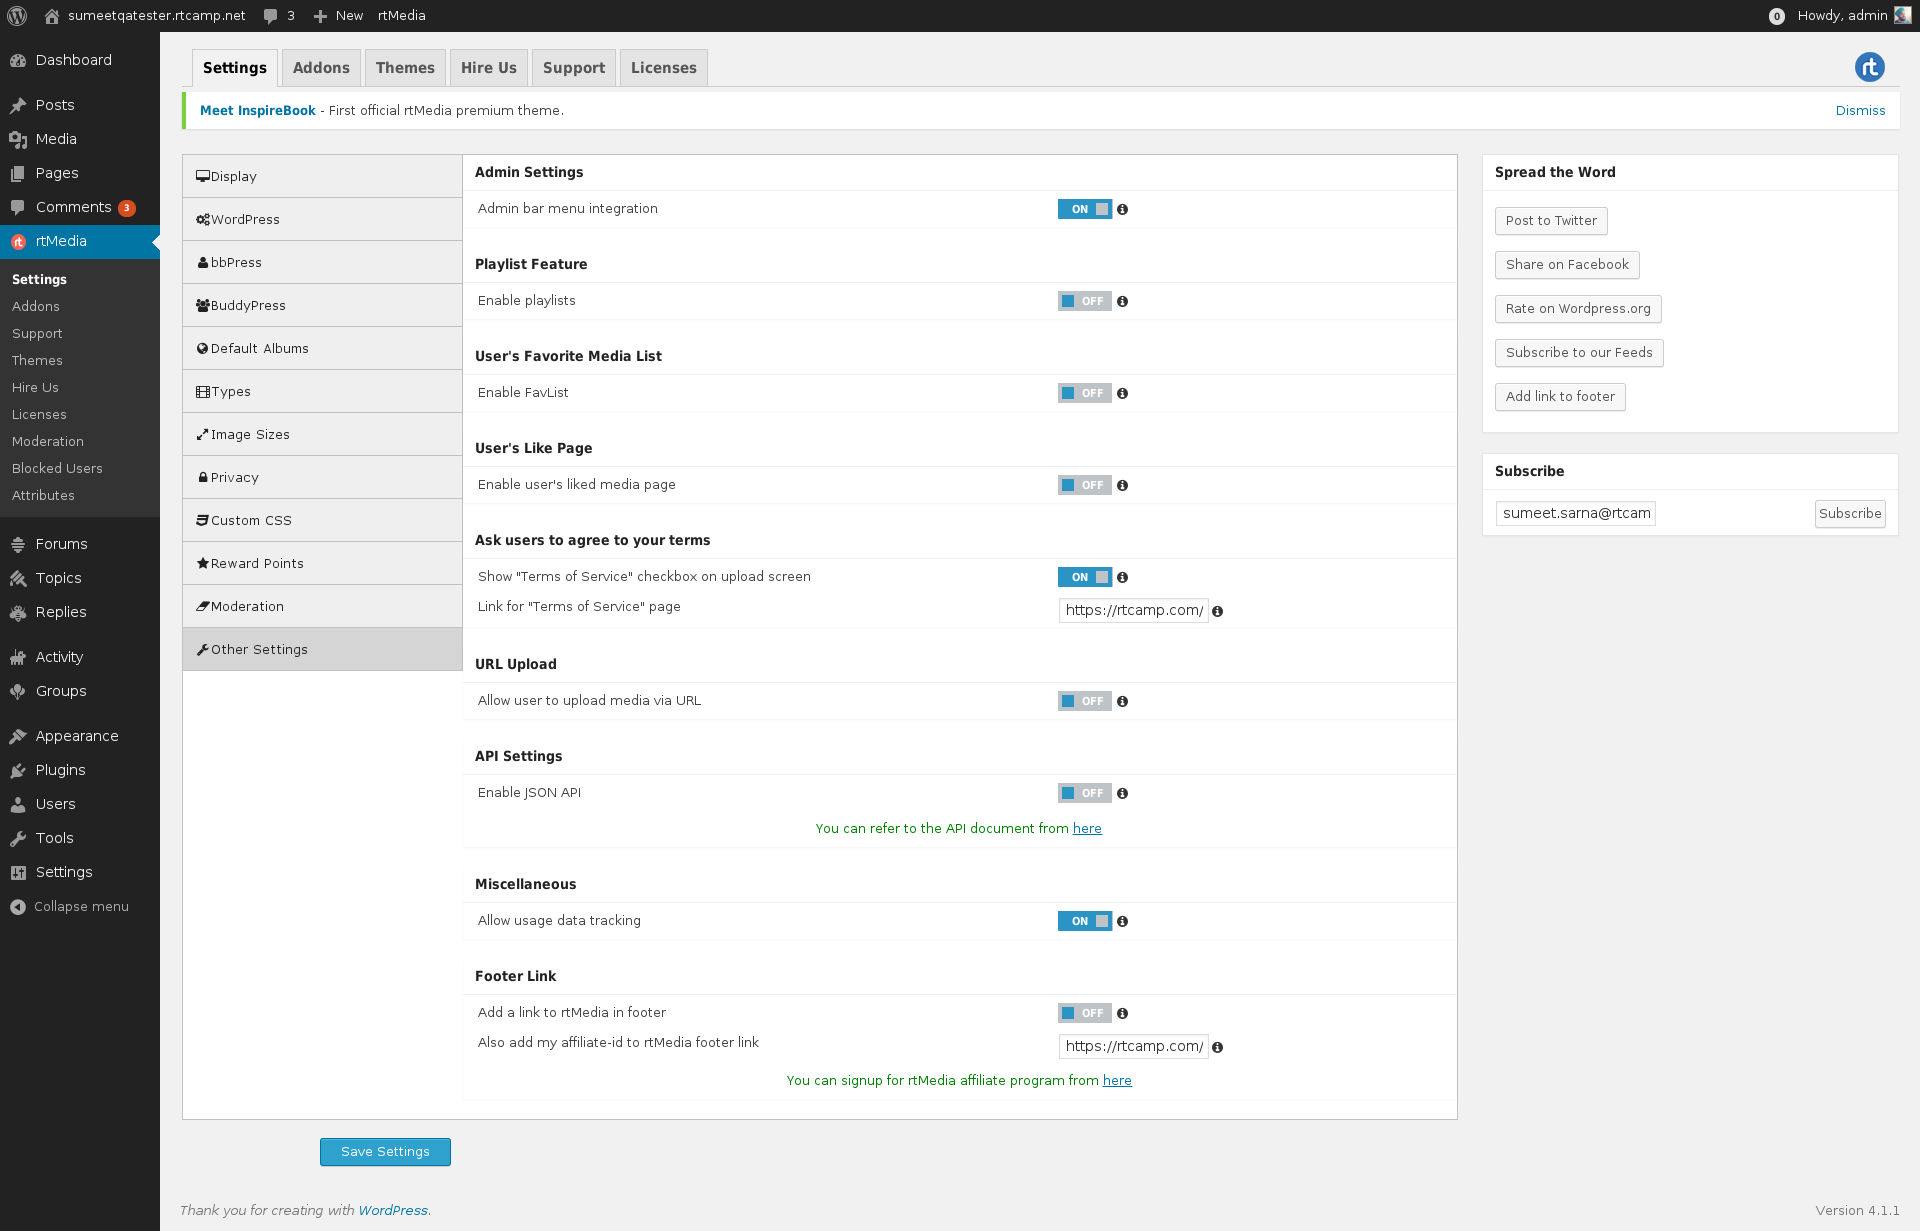 sumeetqatester.rtcamp.net 3 New rtMedia 0 Howdy, admin
Dashboard
Posts
Media
Pages
Comments 3
rtMedia
Settings
Addons
Support
Themes
Hire Us
Licenses
Moderation
Blocked Users
Attributes
Forums
Topics
Replies
Activity
Groups
Appearance
Plugins
Users
Tools
Settings
Collapse menu
Settings Addons Themes Hire Us Support Licenses
rt
Meet InspireBook - First official rtMedia premium theme. Dismiss
Display
WordPress
bbPress
BuddyPress
Default Albums
Types
Image Sizes
Privacy
Custom CSS
Reward Points
Moderation
Other Settings
Admin Settings
Admin bar menu integration ON
Playlist Feature
Enable playlists OFF
User's Favorite Media List
Enable FavList OFF
User's Like Page
Enable user's liked media page OFF
Ask users to agree to your terms
Show "Terms of Service" checkbox on upload screen ON
Link for "Terms of Service" page https://rtcamp.com/
URL Upload
Allow user to upload media via URL OFF
API Settings
Enable JSON API OFF
You can refer to the API document from here
Miscellaneous
Allow usage data tracking ON
Footer Link
Add a link to rtMedia in footer OFF
Also add my affiliate-id to rtMedia footer link https://rtcamp.com/
You can signup for rtMedia affiliate program from here
Save Settings
Spread the Word
Post to Twitter
Share on Facebook
Rate on Wordpress.org
Subscribe to our Feeds
Add link to footer
Subscribe
sumeet.sarna@rtcam Subscribe
Thank you for creating with WordPress. Version 4.1.1